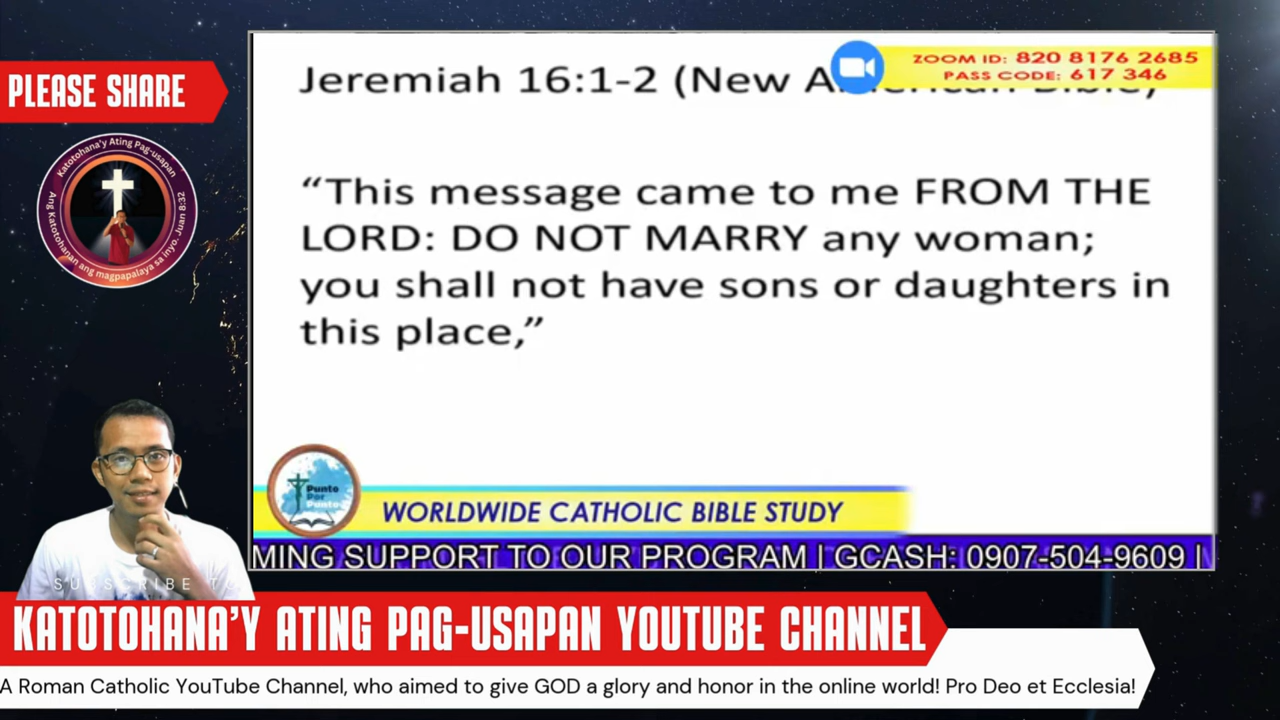 PLEASE SHARE
Katotohana'y Ating Pag-usapan
Ang Katotohanan ang magpapalaya sa inyo. Juan 8:32
ZOOM ID: 820 8176 2685
PASS CODE: 617 346
Jeremiah 16:1-2 (New American Bible)
“This message came to me FROM THE
LORD: DO NOT MARRY any woman;
you shall not have sons or daughters in
this place,”
Punto
Por
Punto
WORLDWIDE CATHOLIC BIBLE STUDY
MING SUPPORT TO OUR PROGRAM | GCASH: 0907-504-9609 |
SUBSCRIBE TO
KATOTOHANA'Y ATING PAG-USAPAN YOUTUBE CHANNEL
A Roman Catholic YouTube Channel, who aimed to give GOD a glory and honor in the online world! Pro Deo et Ecclesia!